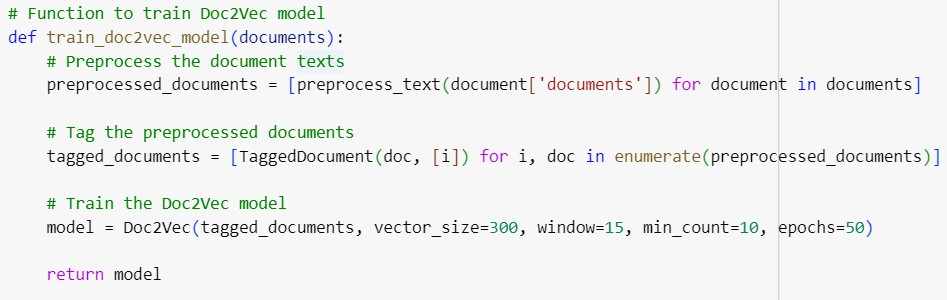 # Function to train Doc2Vec model
def train_doc2vec_model(documents):
    # Preprocess the document texts
    preprocessed_documents = [preprocess_text(document['documents']) for document in documents]
    # Tag the preprocessed documents
    tagged_documents = [TaggedDocument(doc, [i]) for i, doc in enumerate(preprocessed_documents)]
    # Train the Doc2Vec model
    model = Doc2Vec(tagged_documents, vector_size=300, window=15, min_count=10, epochs=50)
    return model